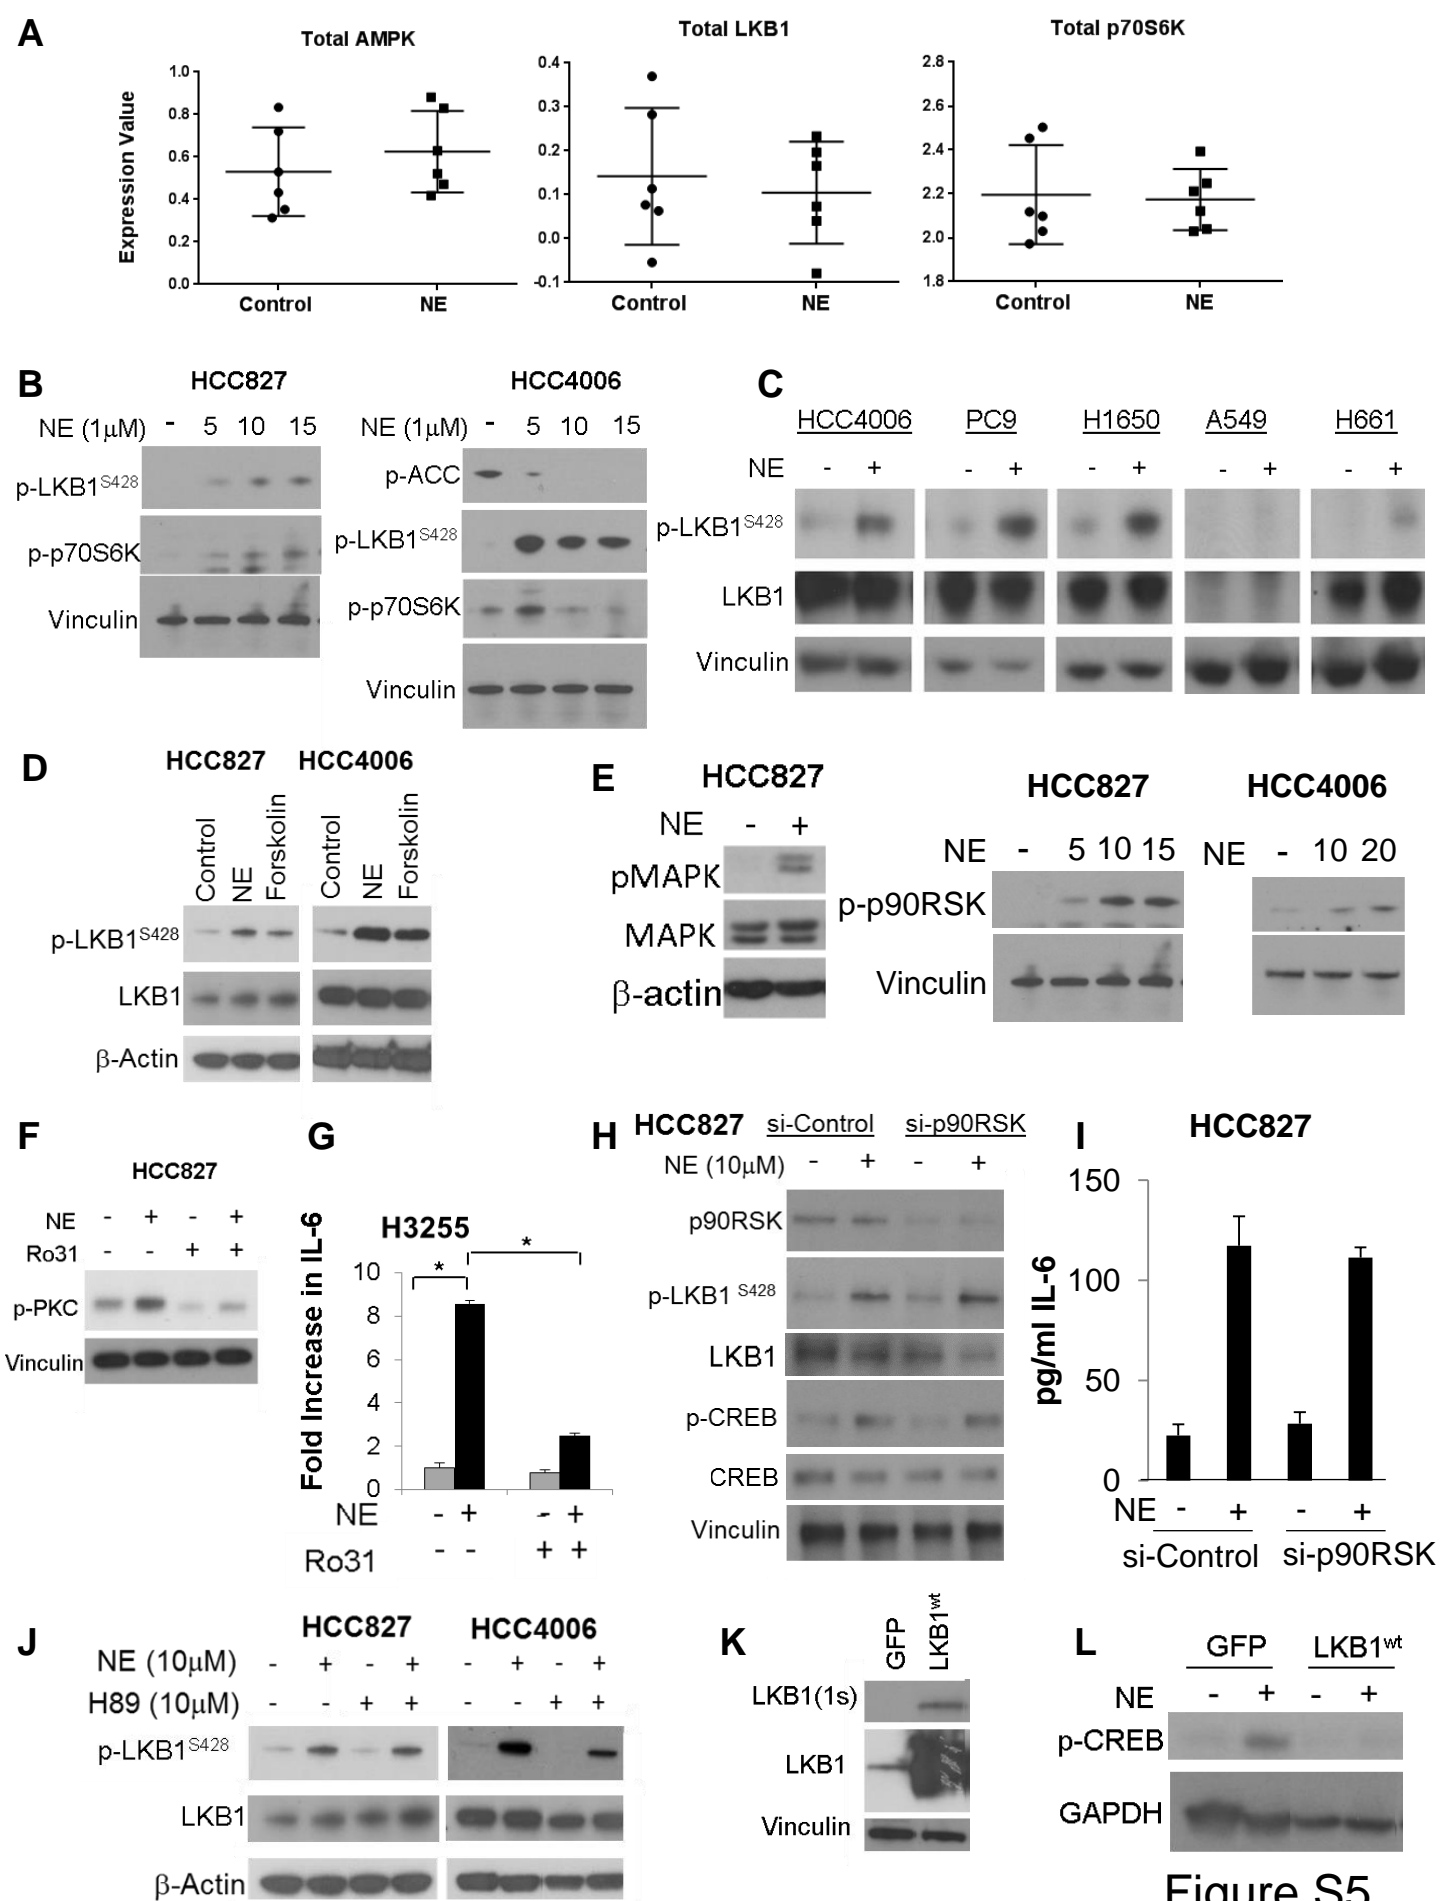 A
Total AMPK
Total LKB1
Total p70S6K
Expression Value
1.0
0.8
0.6
0.4
0.2
0.0
Control NE
0.4
0.3
0.2
0.1
0.0
-0.1
Control NE
2.8
2.6
2.4
2.2
2.0
1.8
Control NE
B
HCC827
NE (1µM) - 5 10 15
p-LKB1S428
p-p70S6K
Vinculin
HCC4006
NE (1µM) - 5 10 15
p-ACC
p-LKB1S428
p-p70S6K
Vinculin
C
HCC4006 PC9 H1650 A549 H661
NE - + - + - + - + - +
p-LKB1S428
LKB1
Vinculin
D
HCC827 HCC4006
Control NE Forskolin Control NE Forskolin
p-LKB1S428
LKB1
β-Actin
E
HCC827
NE - +
pMAPK
MAPK
β-actin
HCC827
NE - 5 10 15
p-p90RSK
Vinculin
HCC4006
NE - 10 20
F
HCC827
NE - + - +
Ro31 - - + +
p-PKC
Vinculin
G
H3255
Fold Increase in IL-6
* *
10
8
6
4
2
0
NE - + - +
Ro31 - - + +
H
HCC827 si-Control si-p90RSK
NE (10µM) - + - +
p90RSK
p-LKB1 S428
LKB1
p-CREB
CREB
Vinculin
I
HCC827
pg/ml IL-6
150
100
50
0
NE - + - +
si-Control si-p90RSK
J
HCC827 HCC4006
NE (10µM) - + - + - + - +
H89 (10µM) - - + + - - + +
p-LKB1S428
LKB1
β-Actin
K
GFP LKB1wt
LKB1(1s)
LKB1
Vinculin
L
GFP LKB1wt
NE - + - +
p-CREB
GAPDH
Figure S5